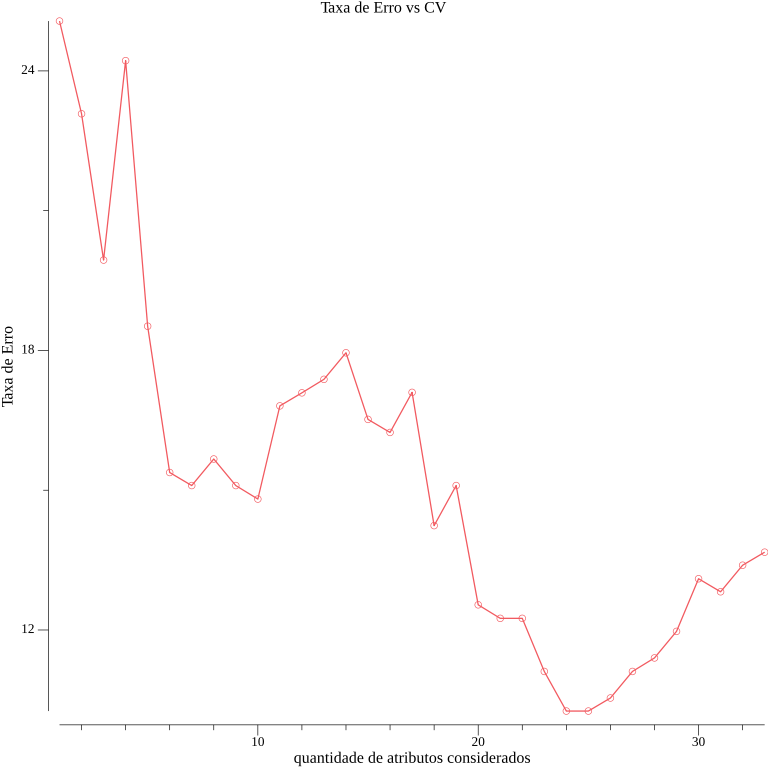 Taxa de Erro vs CV
24
18
12
Taxa de Erro
10
20
30
quantidade de atributos considerados